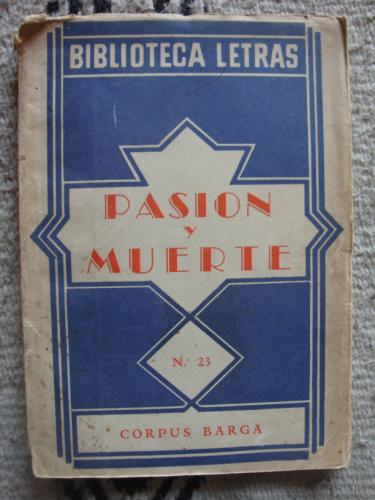 BIBLIOTECA LETRAS
PASION
Y
MUERTE
N.º 23
CORPUS BARGA